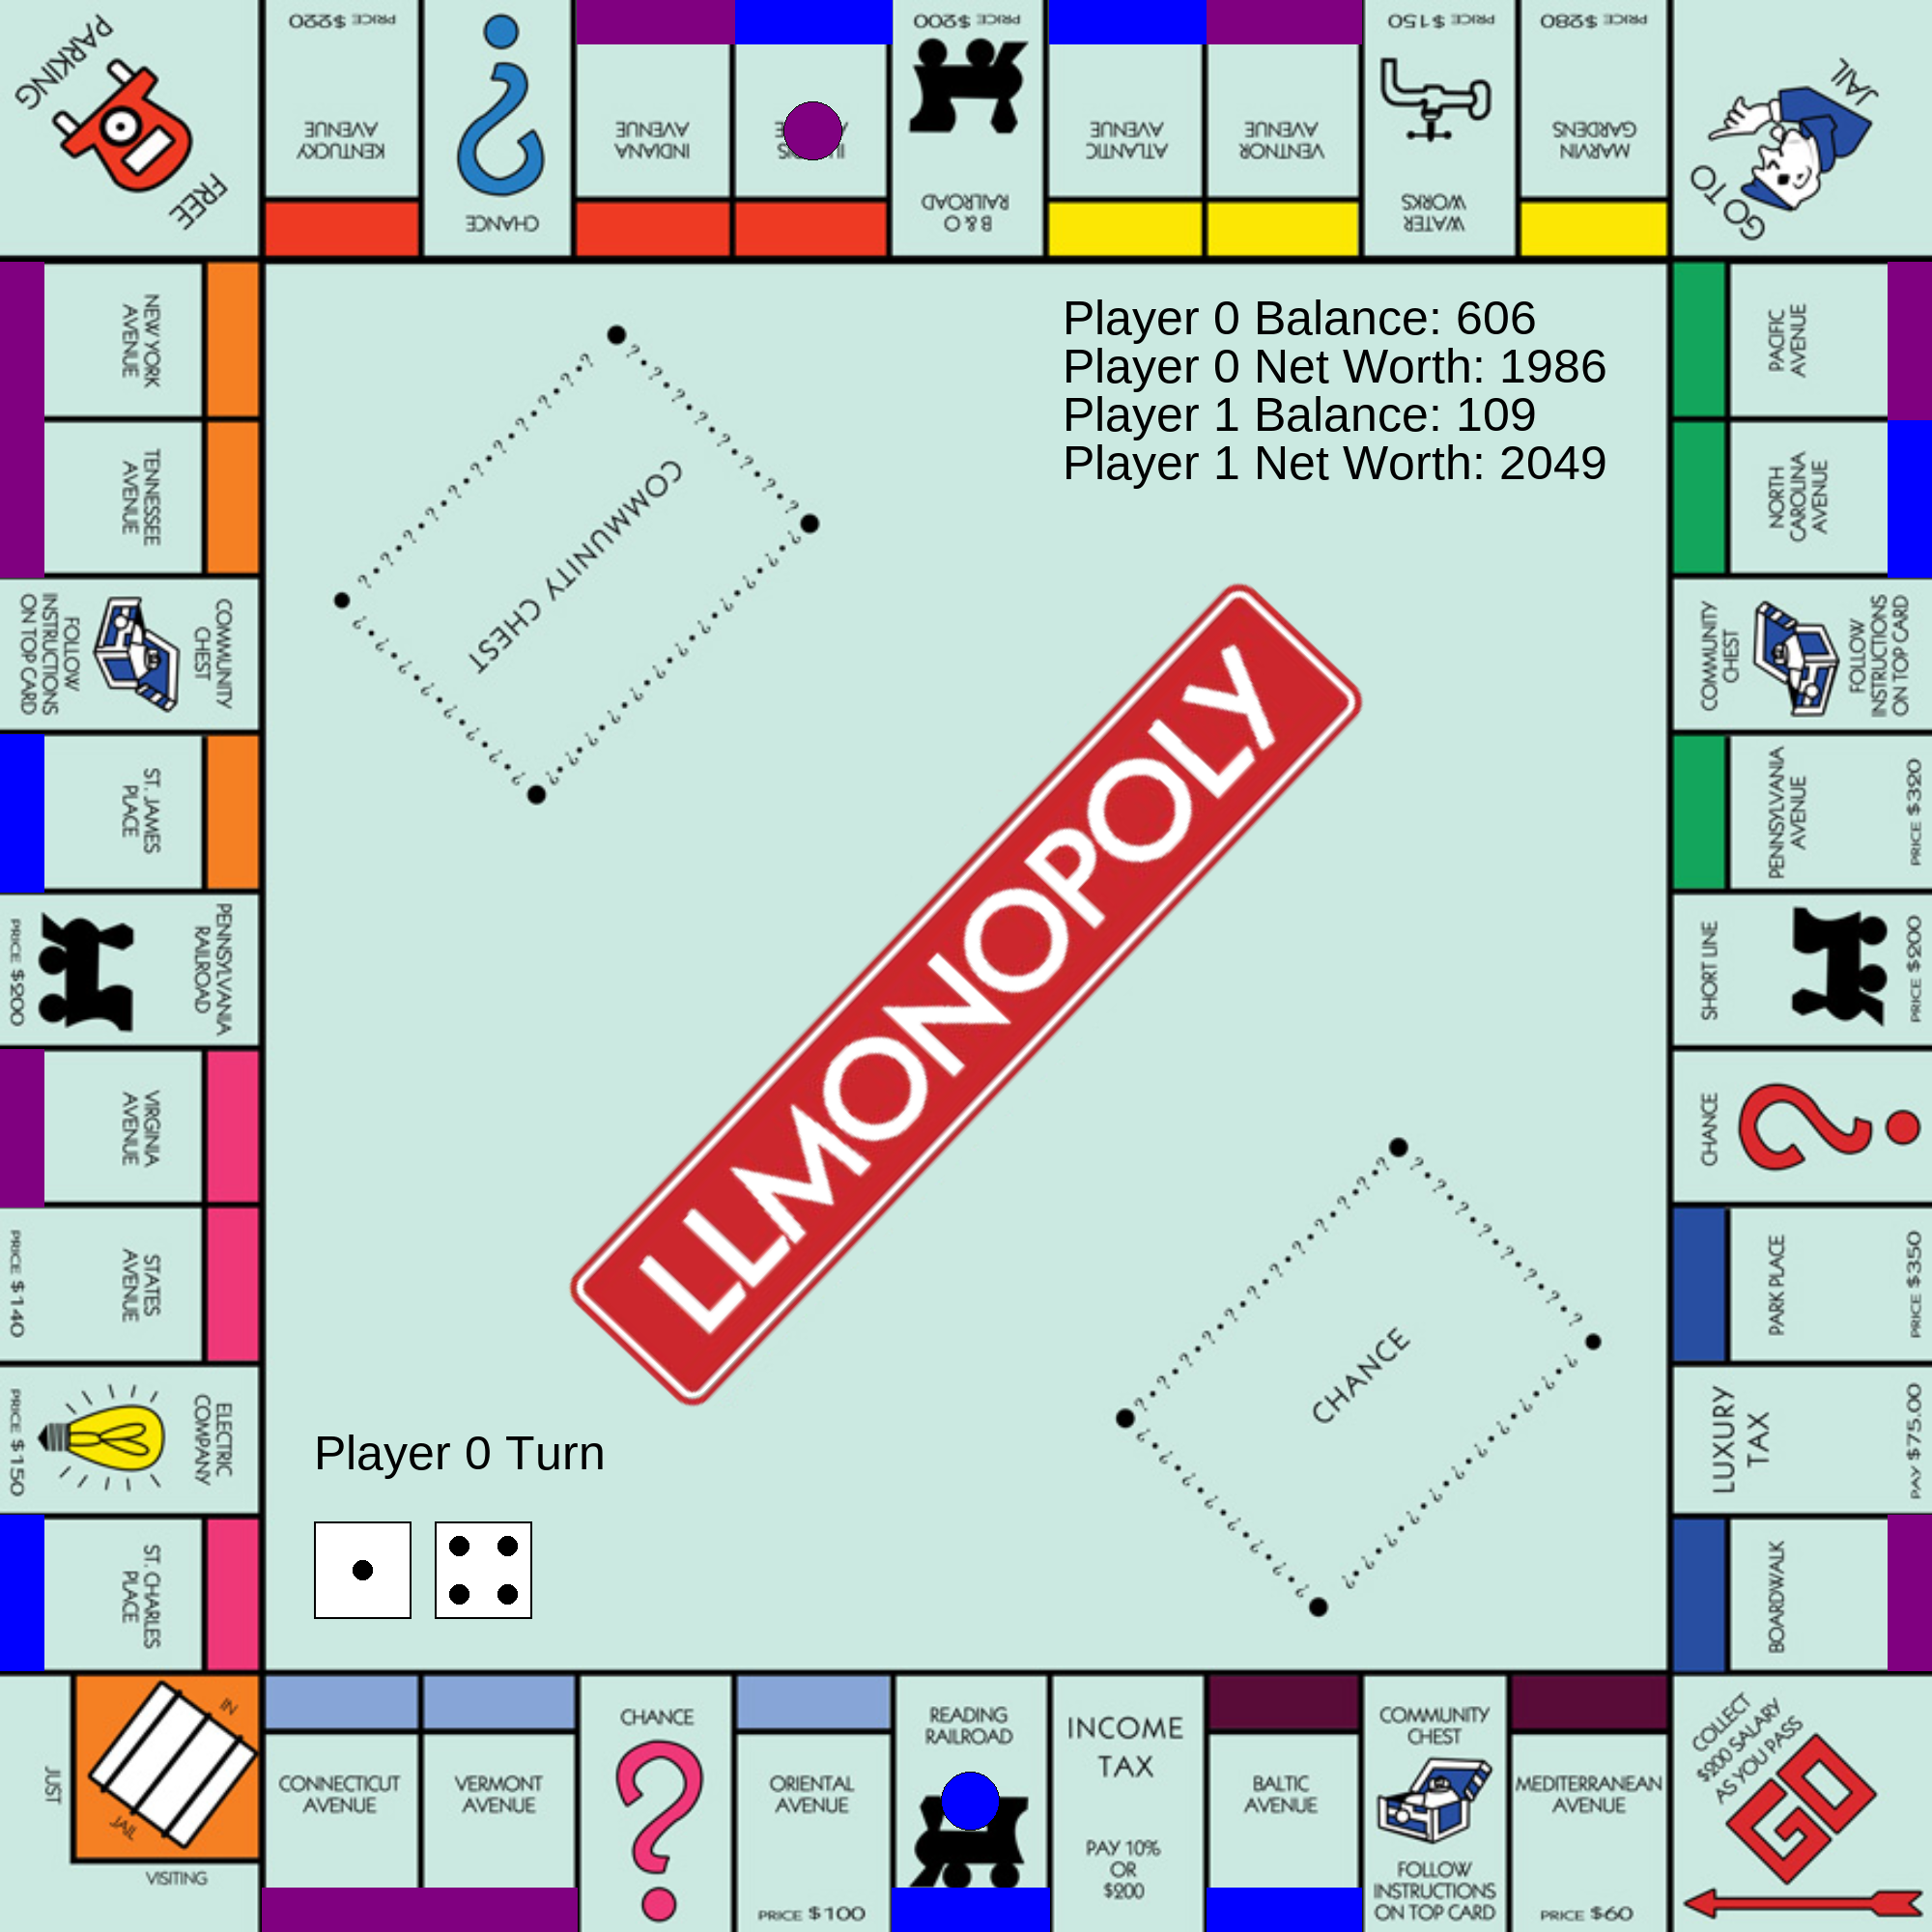 FREE
PARKING
PRICE $220
KENTUCKY
AVENUE
CHANCE
INDIANA
AVENUE
B & O
RAILROAD
PRICE $200
ATLANTIC
AVENUE
VENTNOR
AVENUE
WATER
WORKS
PRICE $150
MARVIN
GARDENS
PRICE $280
GO TO
JAIL
NEW YORK
AVENUE
TENNESSEE
AVENUE
COMMUNITY
CHEST
FOLLOW
INSTRUCTIONS
ON TOP CARD
ST. JAMES
PLACE
PENNSYLVANIA
RAILROAD
PRICE $200
VIRGINIA
AVENUE
STATES
AVENUE
PRICE $140
ELECTRIC
COMPANY
PRICE $150
ST. CHARLES
PLACE
Player 0 Balance: 606
Player 0 Net Worth: 1986
Player 1 Balance: 109
Player 1 Net Worth: 2049
COMMUNITY CHEST
LLMONOPOLY
CHANCE
Player 0 Turn
PACIFIC
AVENUE
NORTH
CAROLINA
AVENUE
COMMUNITY
CHEST
FOLLOW
INSTRUCTIONS
ON TOP CARD
PENNSYLVANIA
AVENUE
PRICE $320
SHORT LINE
PRICE $200
CHANCE
PARK PLACE
PRICE $350
LUXURY
TAX
PAY $75.00
BOARDWALK
IN
JAIL
JUST
VISITING
CONNECTICUT
AVENUE
VERMONT
AVENUE
CHANCE
ORIENTAL
AVENUE
PRICE $100
READING
RAILROAD
INCOME
TAX
PAY 10%
OR
$200
BALTIC
AVENUE
COMMUNITY
CHEST
FOLLOW
INSTRUCTIONS
ON TOP CARD
MEDITERRANEAN
AVENUE
PRICE $60
COLLECT
$200 SALARY
AS YOU PASS
GO